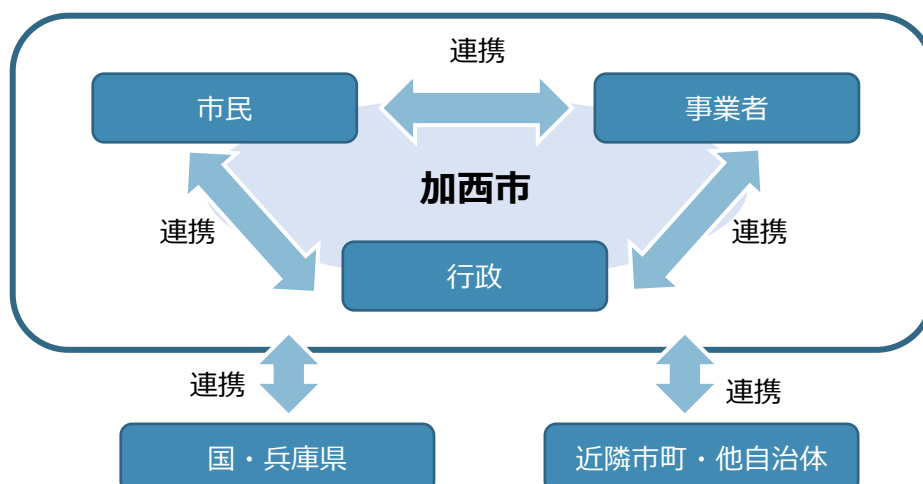 連携
市民
事業者
加西市
連携
連携
行政
連携
連携
国・兵庫県
近隣市町・他自治体